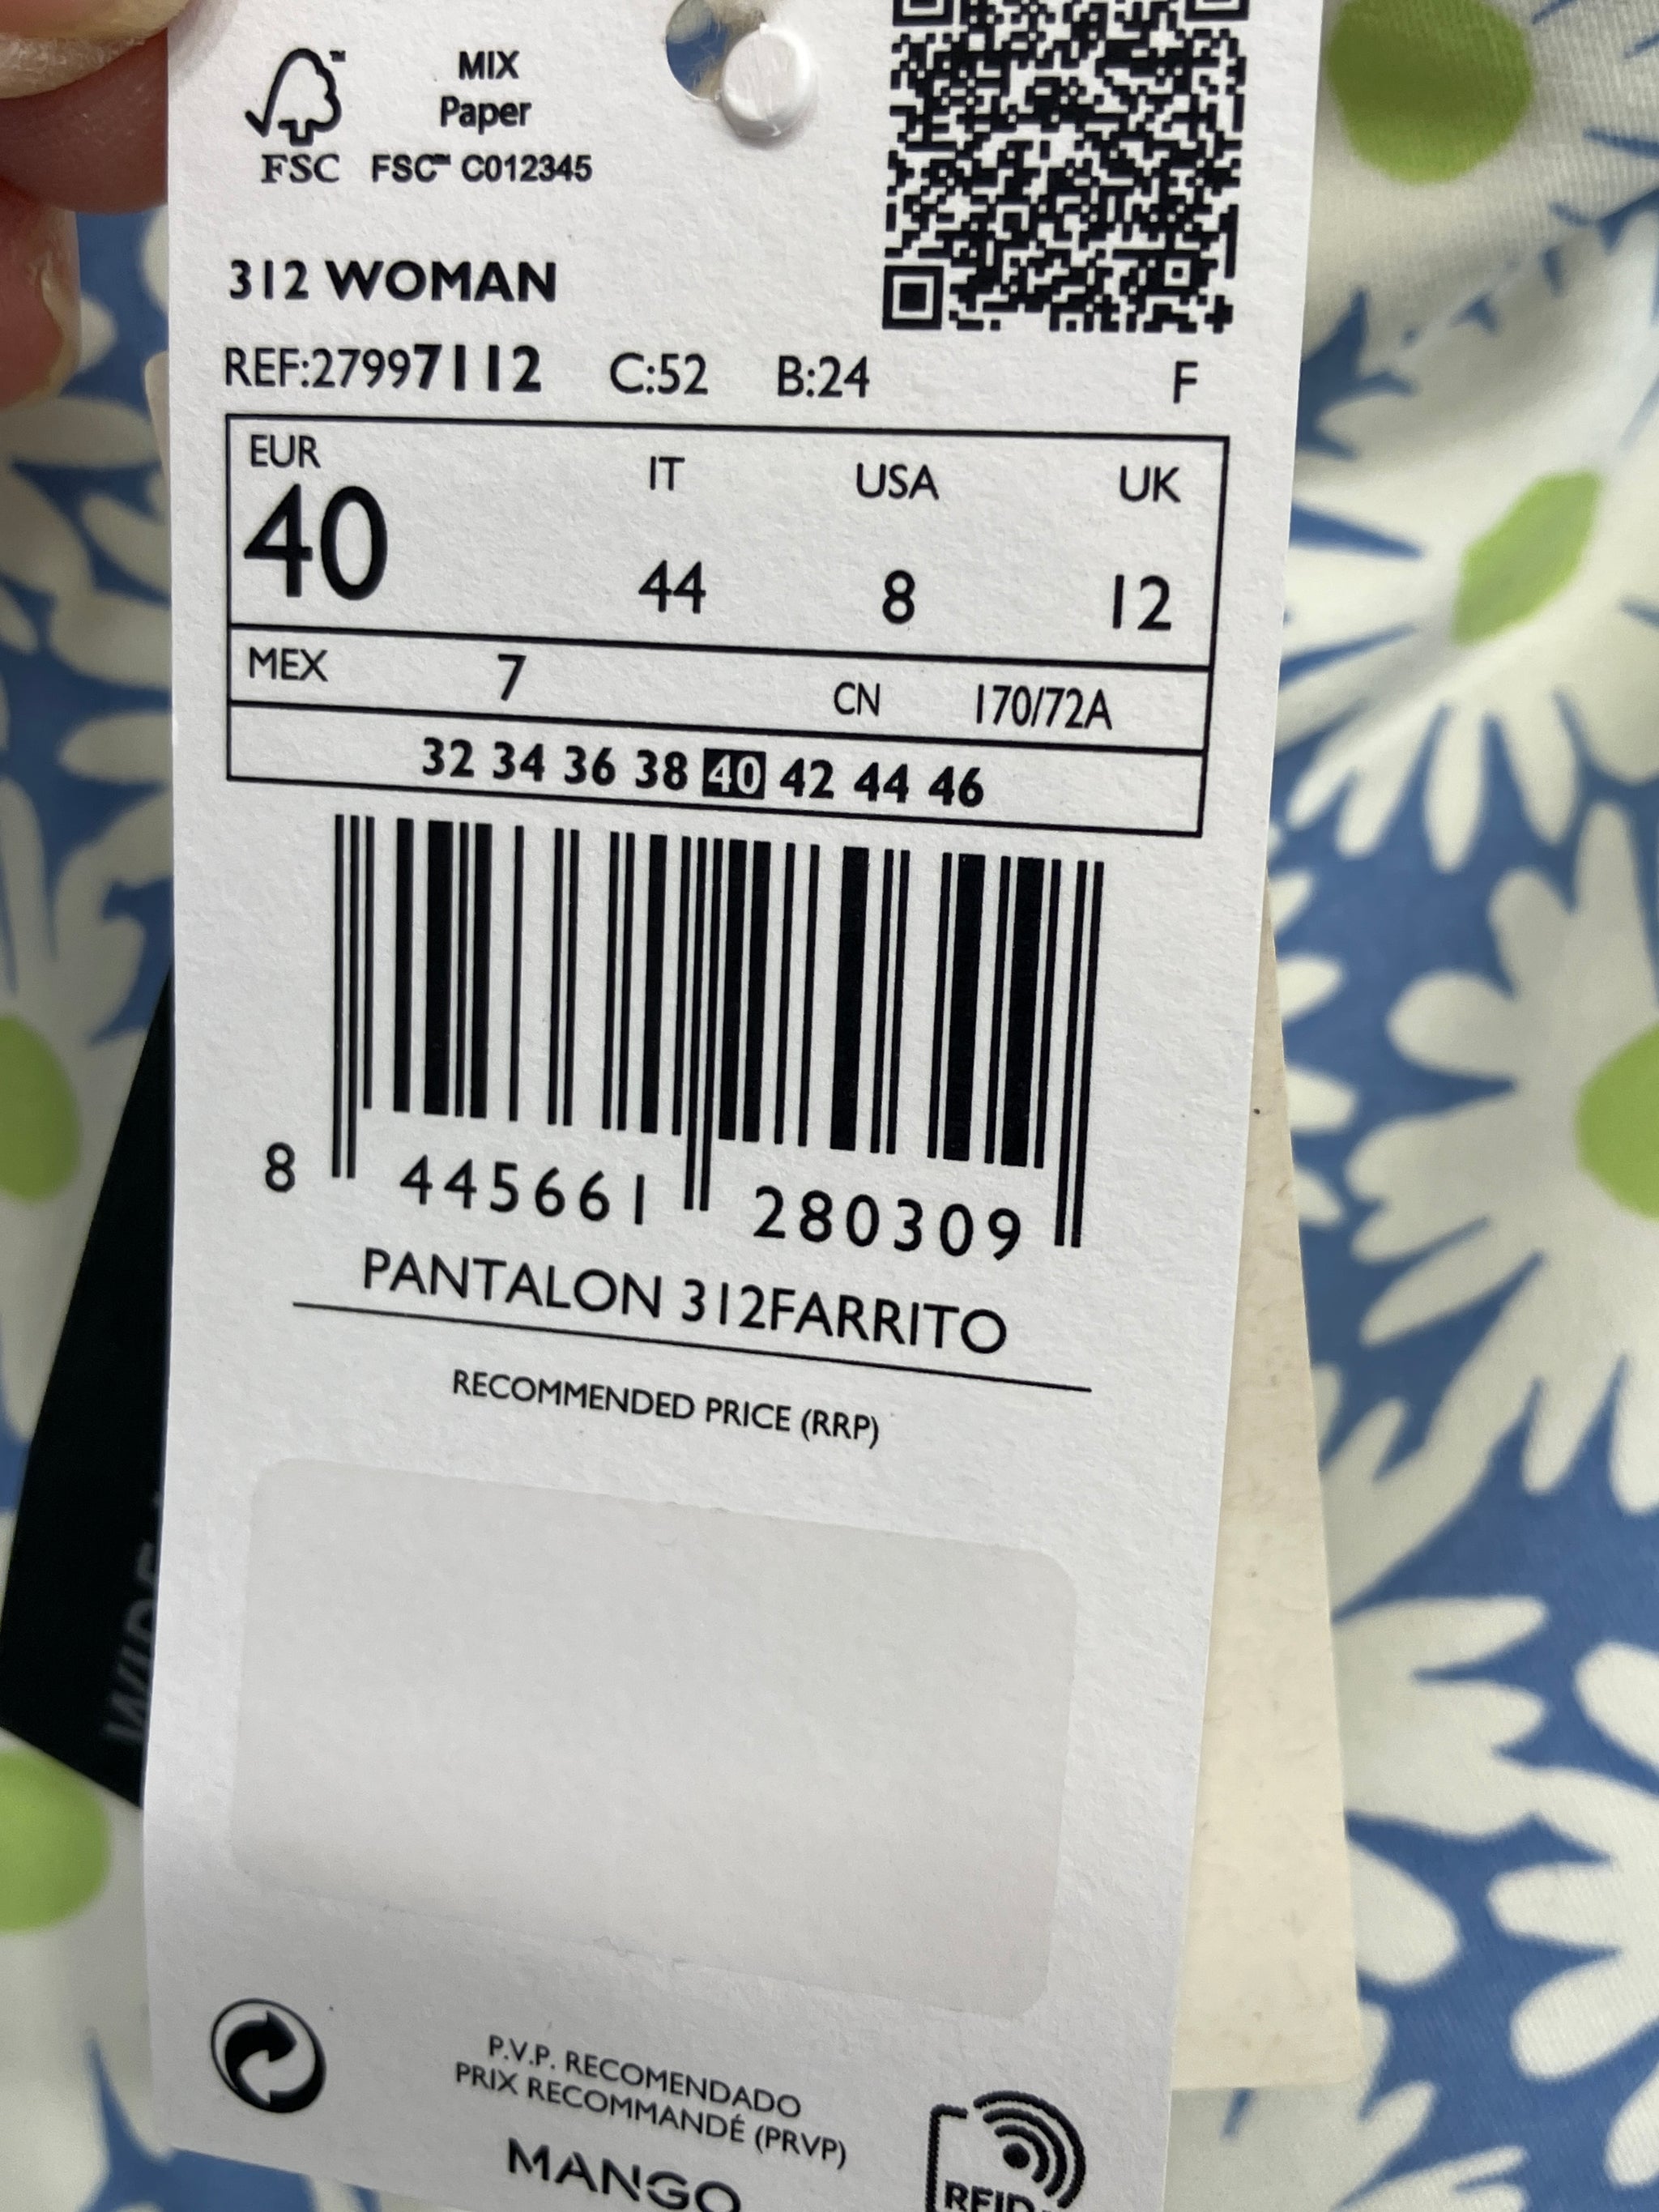 MIX
Paper
FSC™ C012345
FSC
312 WOMAN
REF:27997112 C:52 B:24 F
EUR IT USA UK
40 44 8 12
MEX 7 CN 170/72A
32 34 36 38 40 42 44 46
8 445661 280309
PANTALON 312FARRITO
RECOMMENDED PRICE (RRP)
P.V.P. RECOMENDADO
PRIX RECOMMANDÉ (PRVP)
MANGO
RFID